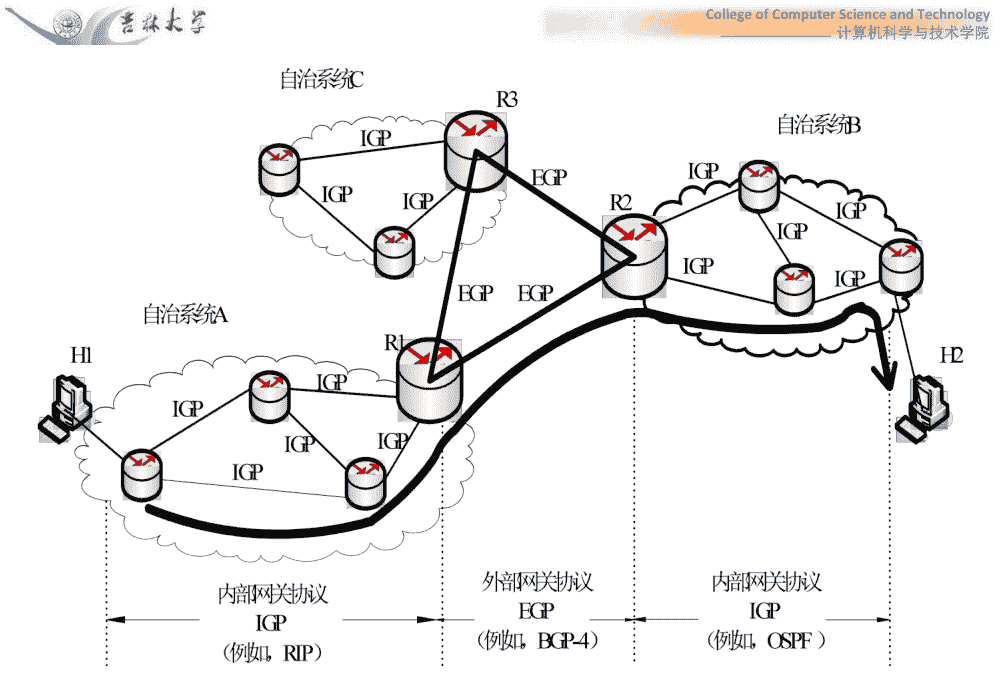 吉林大学
College of Computer Science and Technology
计算机科学与技术学院
自治系统C
R3
IGP
自治系统B
IGP
IGP
EGP
IGP
R2
IGP
IGP
IGP
IGP
EGP
EGP
自治系统A
R1
H1
H2
IGP
IGP
IGP
IGP
IGP
内部网关协议
IGP
(例如, RIP)
外部网关协议
EGP
(例如, BGP-4)
内部网关协议
IGP
(例如, OSPF)